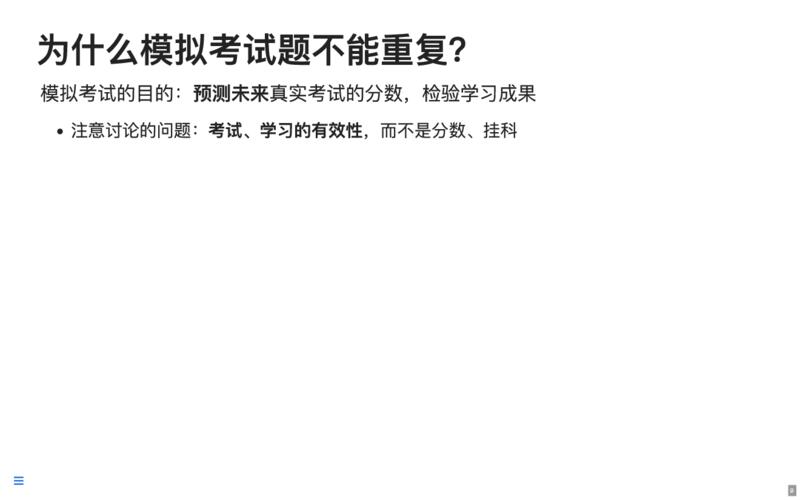 为什么模拟考试题不能重复？
模拟考试的目的：预测未来真实考试的分数，检验学习成果
注意讨论的问题：考试、学习的有效性，而不是分数、挂科